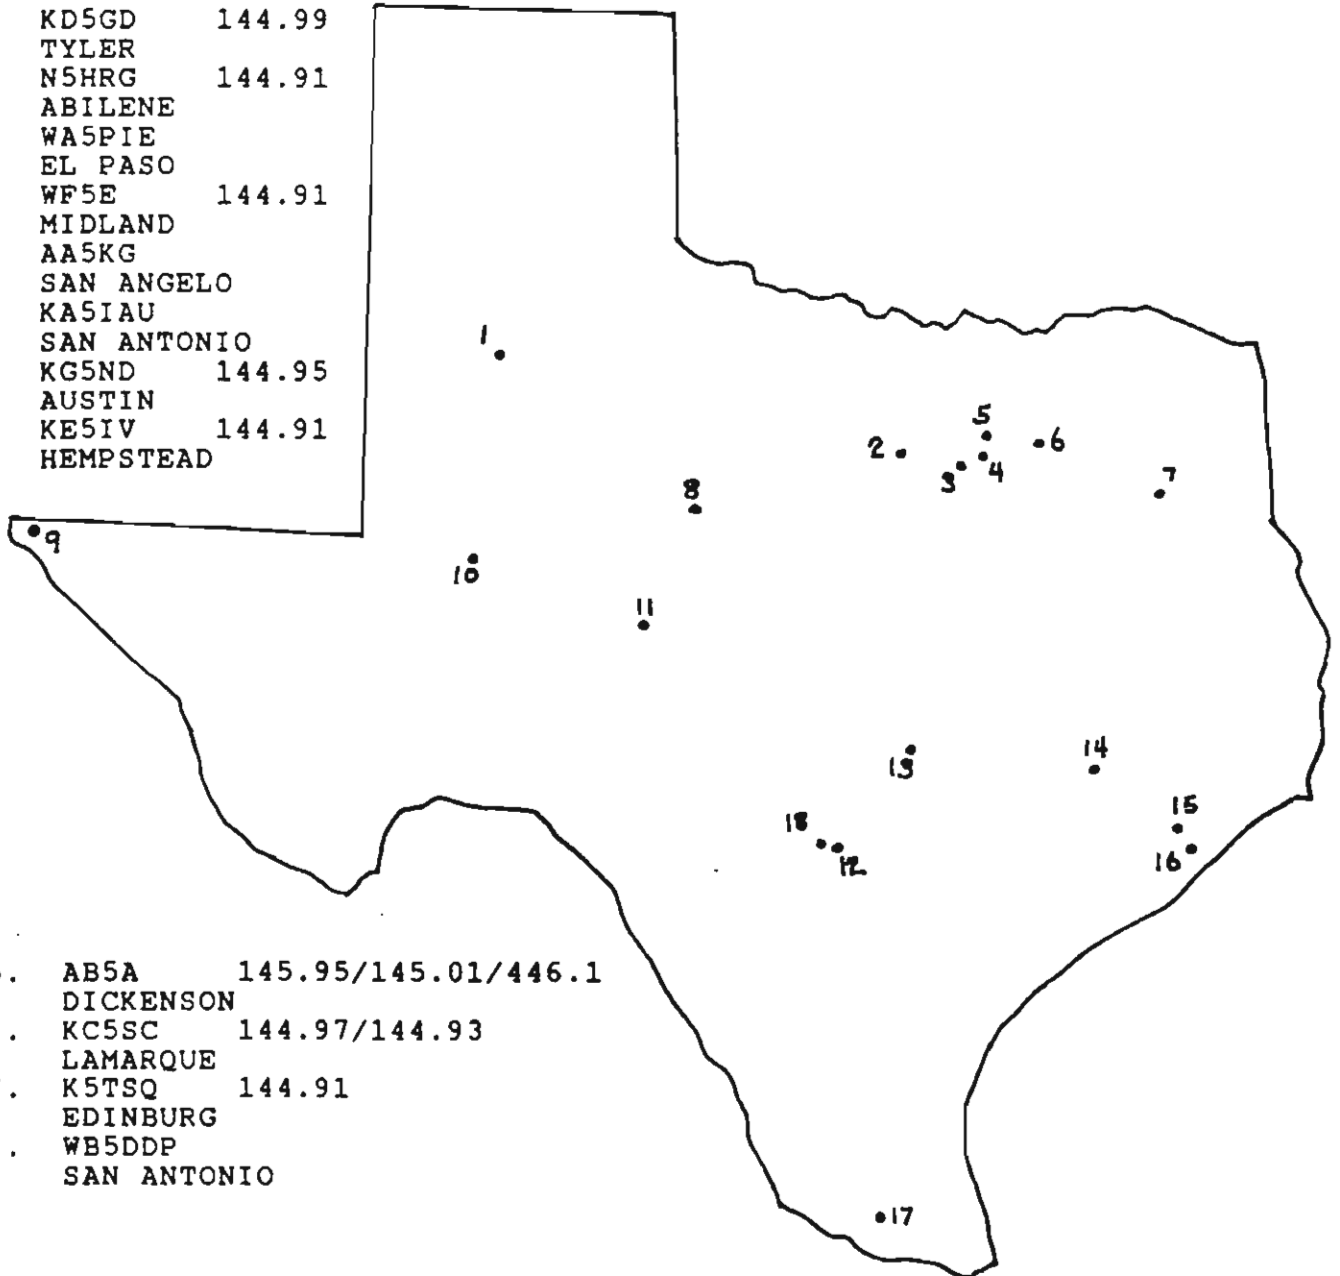 KD5GD 144.99
TYLER
N5HRG 144.91
ABILENE
WA5PIE
EL PASO
WF5E 144.91
MIDLAND
AA5KG
SAN ANGELO
KA5IAU
SAN ANTONIO
KG5ND 144.95
AUSTIN
KE5IV 144.91
HEMPSTEAD
1
2
3
4
5
6
7
8
9
10
11
13
14
15
16
18
12
17
. AB5A 145.95/145.01/446.1
DICKENSON
. KC5SC 144.97/144.93
LAMARQUE
. K5TSQ 144.91
EDINBURG
. WB5DDP
SAN ANTONIO